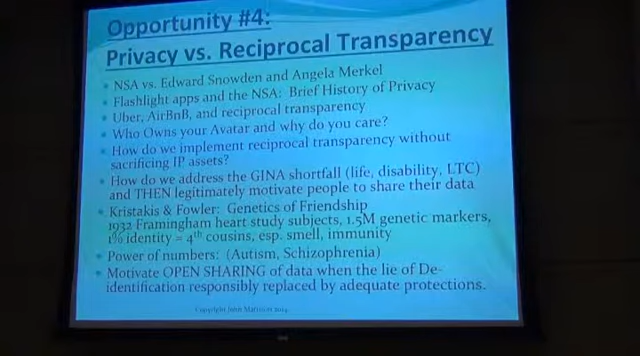 Opportunity #4:
Privacy vs. Reciprocal Transparency
NSA vs. Edward Snowden and Angela Merkel
Flashlight apps and the NSA: Brief History of Privacy
Uber, AirBnB, and reciprocal transparency
Who Owns your Avatar and why do you care?
How do we implement reciprocal transparency without
sacrificing IP assets?
How do we address the GINA shortfall (life, disability, LTC)
and THEN legitimately motivate people to share their data
Kristakis & Fowler: Genetics of Friendship
1932 Framingham heart study subjects, 1.5M genetic markers,
1% identity = 4th cousins, esp. smell, immunity
Power of numbers: (Autism, Schizophrenia)
Motivate OPEN SHARING of data when the lie of De-
identification responsibly replaced by adequate protections.
Copyright John 2014